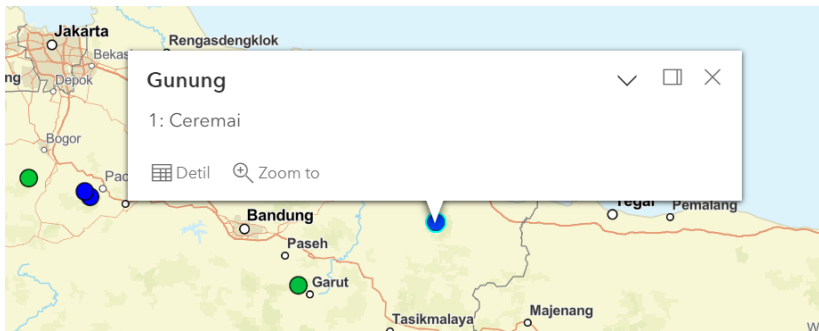 Jakarta
Rengasdengklok
Bekas
ng
Depok
Gunung
1: Ceremai
Bogor
Detil
Zoom to
Pac
Tegal
Pemalang
Bandung
Paseh
Garut
Tasikmalaya
Majenang
W